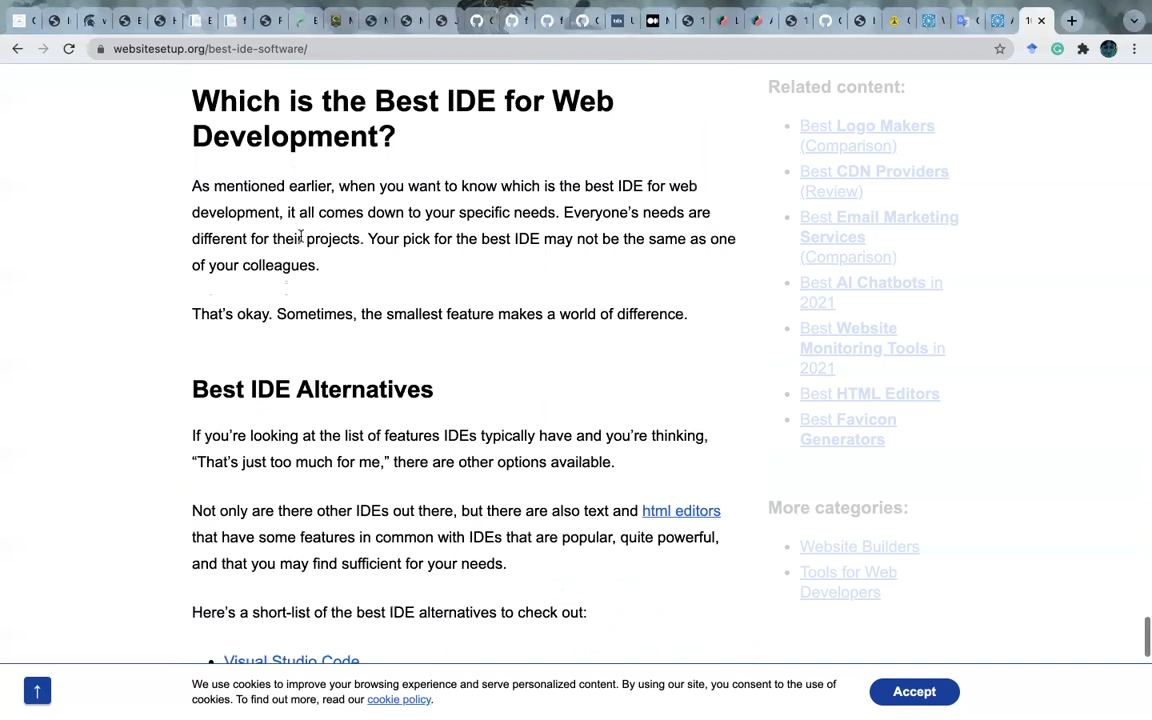 websitesetup.org/best-ide-software/
Which is the Best IDE for Web
Development?
As mentioned earlier, when you want to know which is the best IDE for web
development, it all comes down to your specific needs. Everyone’s needs are
different for their projects. Your pick for the best IDE may not be the same as one
of your colleagues.
That’s okay. Sometimes, the smallest feature makes a world of difference.
Best IDE Alternatives
If you’re looking at the list of features IDEs typically have and you’re thinking,
“That’s just too much for me,” there are other options available.
Not only are there other IDEs out there, but there are also text and html editors
that have some features in common with IDEs that are popular, quite powerful,
and that you may find sufficient for your needs.
Here’s a short-list of the best IDE alternatives to check out:
Visual Studio Code
Related content:
Best Logo Makers
(Comparison)
Best CDN Providers
(Review)
Best Email Marketing
Services
(Comparison)
Best AI Chatbots in
2021
Best Website
Monitoring Tools in
2021
Best HTML Editors
Best Favicon
Generators
More categories:
Website Builders
Tools for Web
Developers
We use cookies to improve your browsing experience and serve personalized content. By using our site, you consent to the use of
cookies. To find out more, read our cookie policy.
Accept